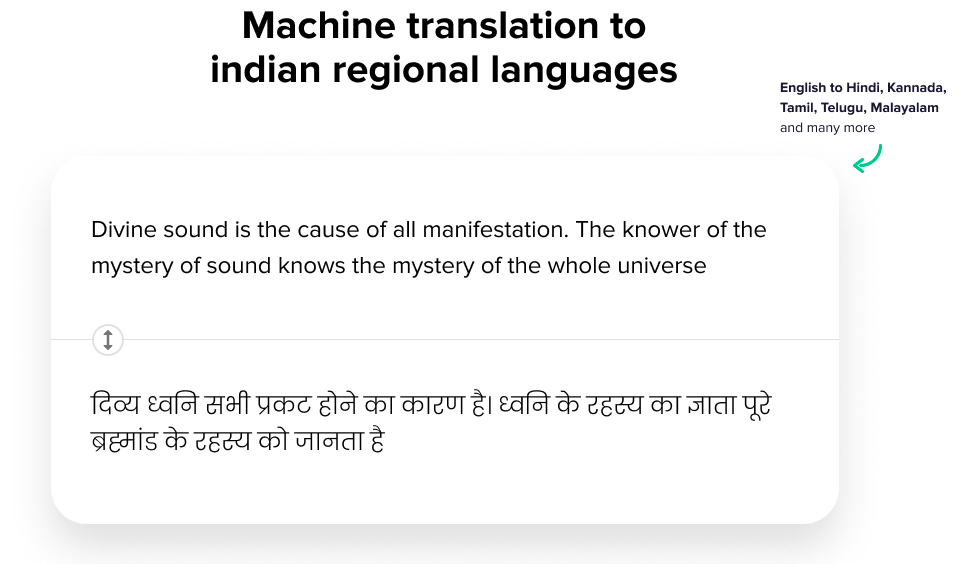 Machine translation to
indian regional languages
English to Hindi, Kannada,
Tamil, Telugu, Malayalam
and many more
Divine sound is the cause of all manifestation. The knower of the
mystery of sound knows the mystery of the whole universe
दिव्य ध्वनि सभी प्रकट होने का कारण है। ध्वनि के रहस्य का ज्ञाता पूरे
ब्रह्मांड के रहस्य को जानता है